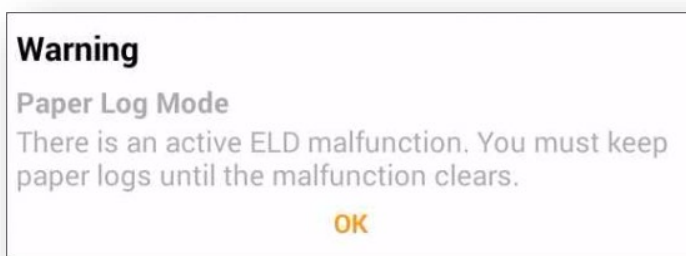 Warning
Paper Log Mode
There is an active ELD malfunction. You must keep
paper logs until the malfunction clears.
OK